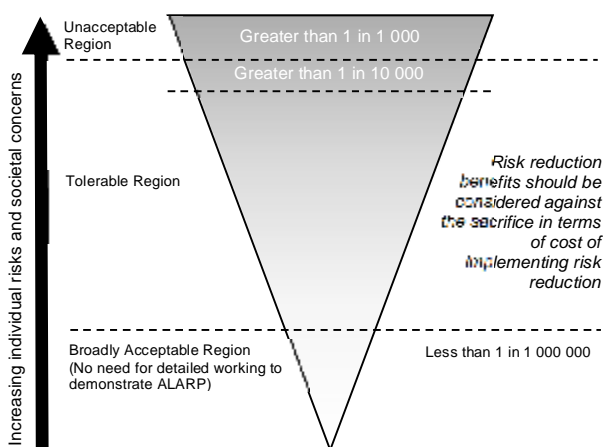 Unacceptable
Region
Greater than 1 in 1 000
Greater than 1 in 10 000
Increasing individual risks and societal concerns
Tolerable Region
Risk reduction
benefits should be
considered against
the sacrifice in terms
of cost of
implementing risk
reduction
Broadly Acceptable Region
(No need for detailed working to
demonstrate ALARP)
Less than 1 in 1 000 000